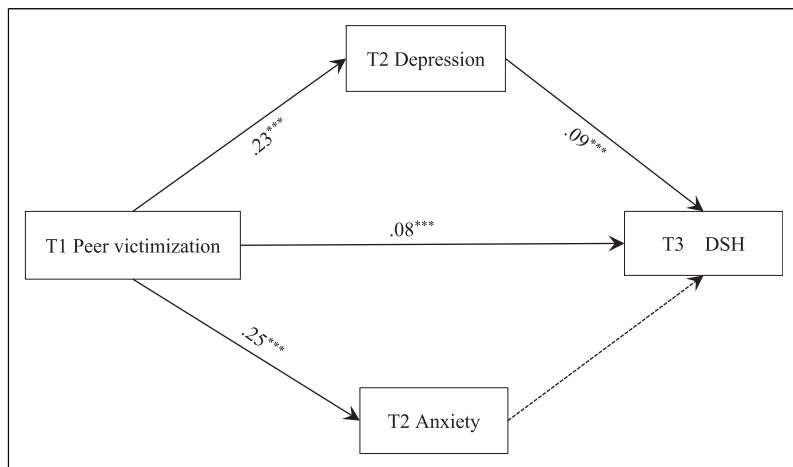 T2 Depression
.23***
.09***
T1 Peer victimization
.08***
T3 DSH
.25***
T2 Anxiety